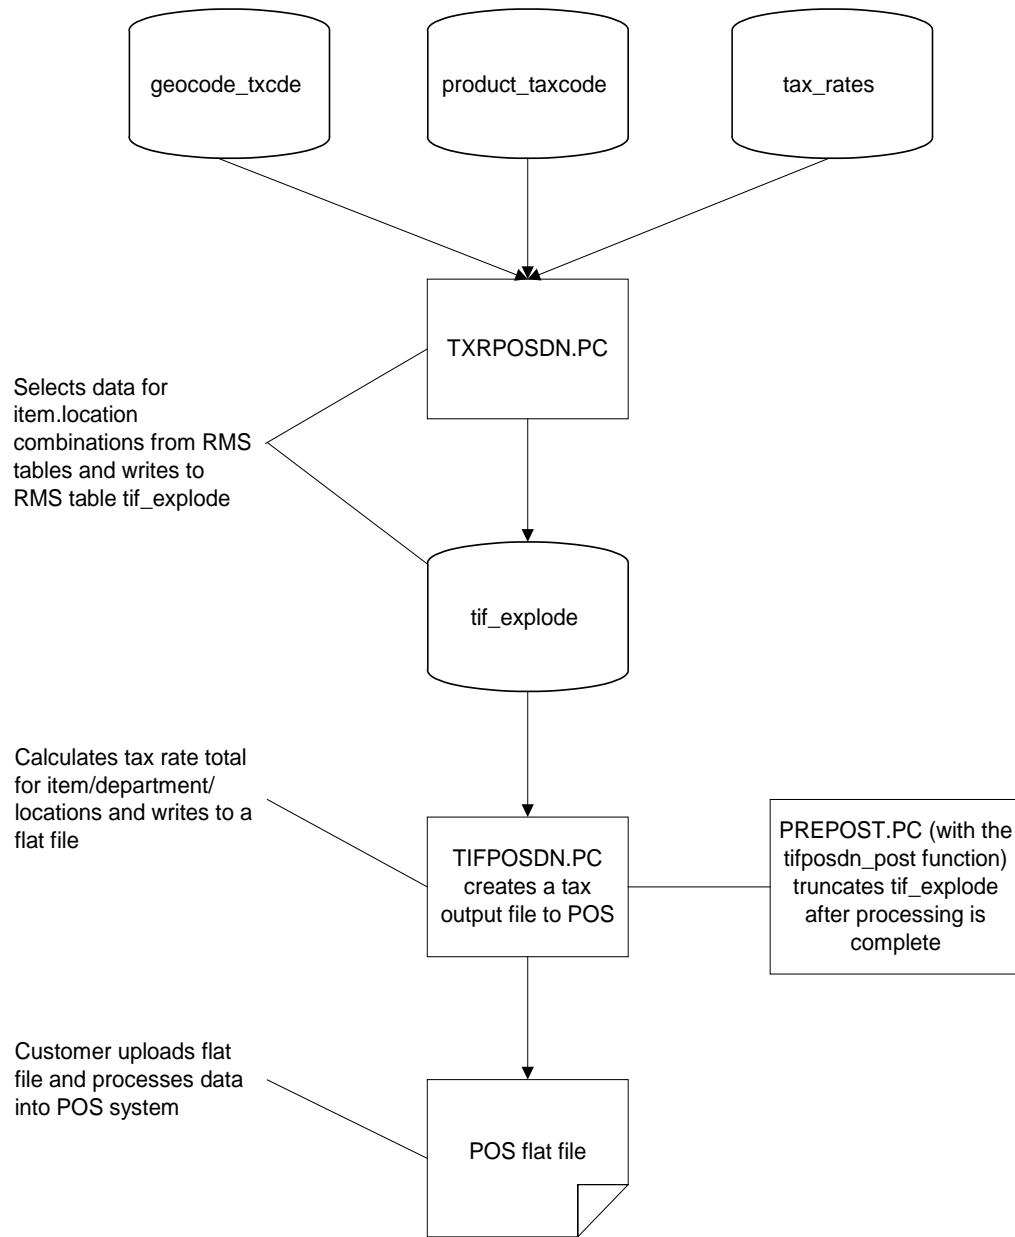 geocode_txcde
product_taxcode
tax_rates
TXRPOSDN.PC
Selects data for
item.location
combinations from RMS
tables and writes to
RMS table tif_explode
tif_explode
Calculates tax rate total
for item/department/
locations and writes to a
flat file
TIFPOSDN.PC
creates a tax
output file to POS
PREPOST.PC (with the
tifposdn_post function)
truncates tif_explode
after processing is
complete
Customer uploads flat
file and processes data
into POS system
POS flat file